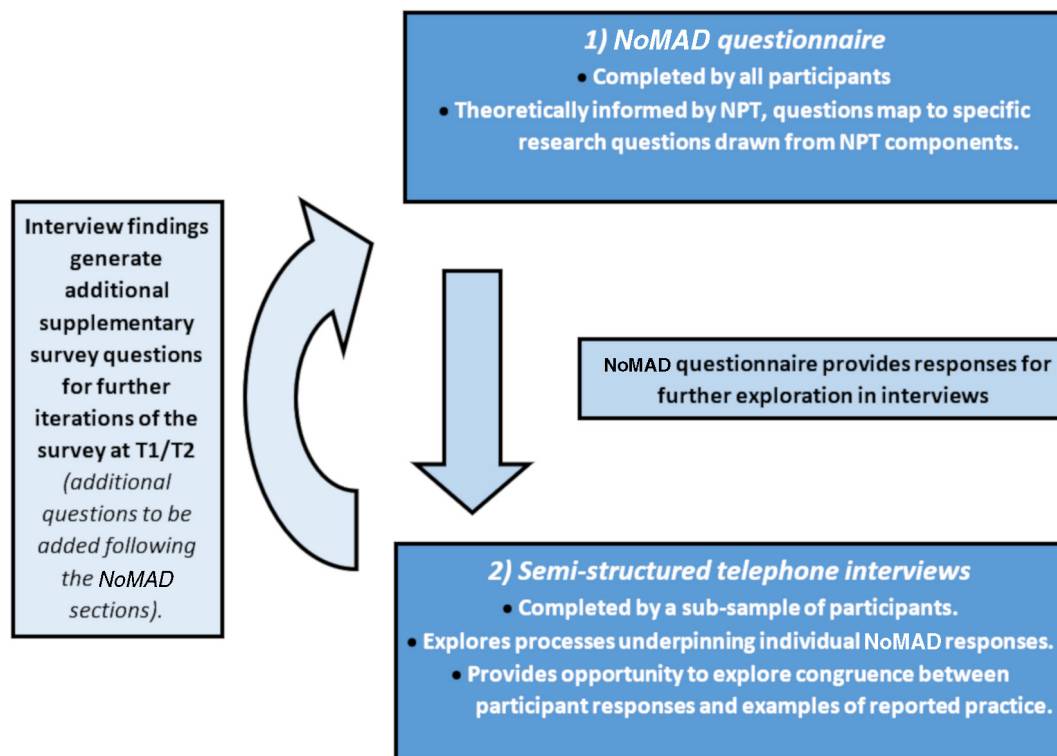 1) NoMAD questionnaire
• Completed by all participants
• Theoretically informed by NPT, questions map to specific
research questions drawn from NPT components.
Interview findings
generate
additional
supplementary
survey questions
for further
iterations of the
survey at T1/T2
(additional
questions to be
added following
the NoMAD
sections).
NoMAD questionnaire provides responses for
further exploration in interviews
2) Semi-structured telephone interviews
• Completed by a sub-sample of participants.
• Explores processes underpinning individual NoMAD responses.
• Provides opportunity to explore congruence between
participant responses and examples of reported practice.